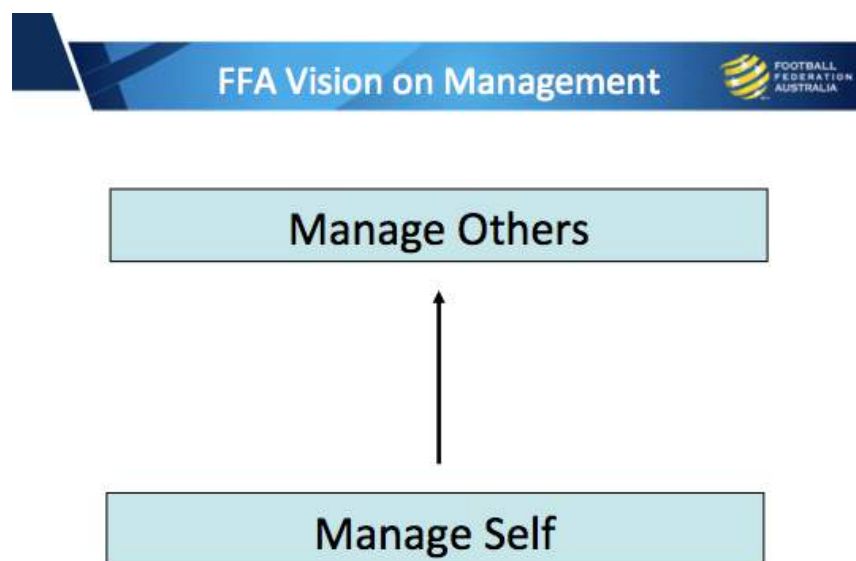 FFA Vision on Management
FOOTBALL
FEDERATION
AUSTRALIA
Manage Others
Manage Self